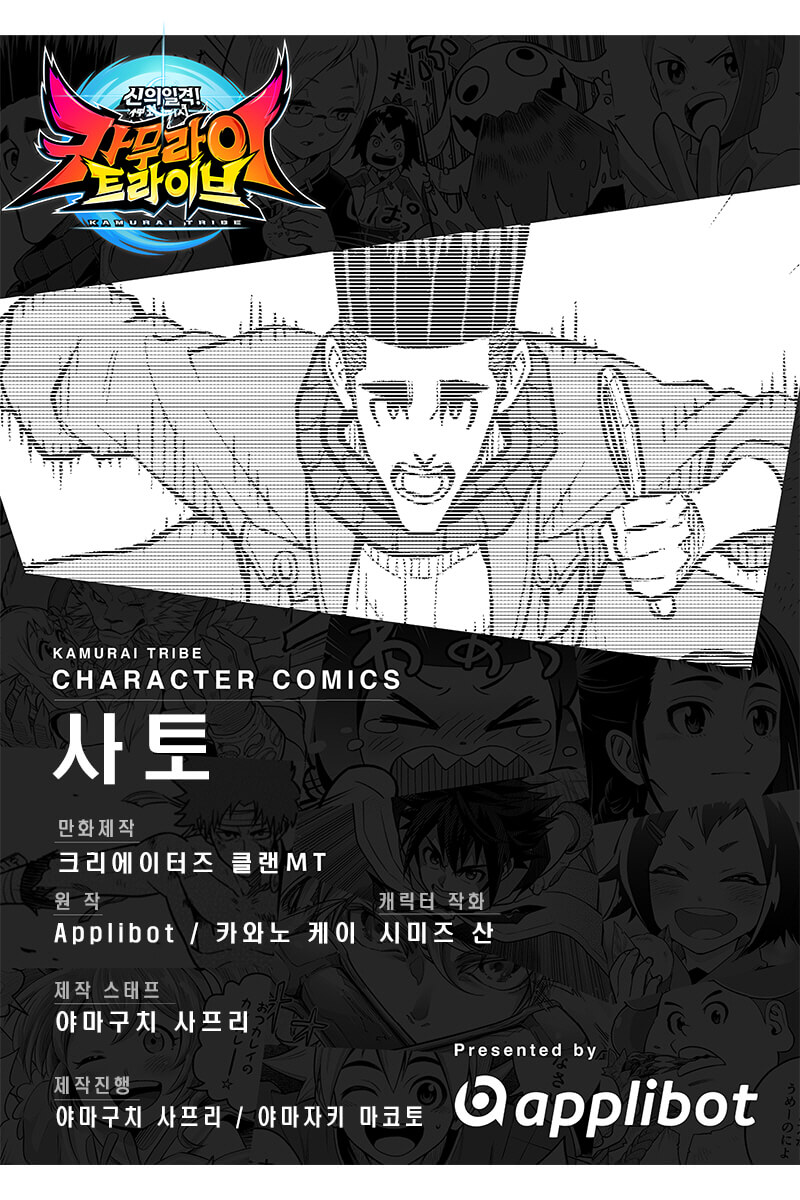 신의일격!
카무라이
트라이브
KAMURAI TRIBE
KAMURAI TRIBE
CHARACTER COMICS
사토
만화제작
크리에이터즈 클랜MT
원 작
Applibot / 카와노 케이
캐릭터 작화
시미즈 산
제작 스태프
야마구치 사프리
제작진행
야마구치 사프리 / 야마자키 마코토
Presented by
applibot